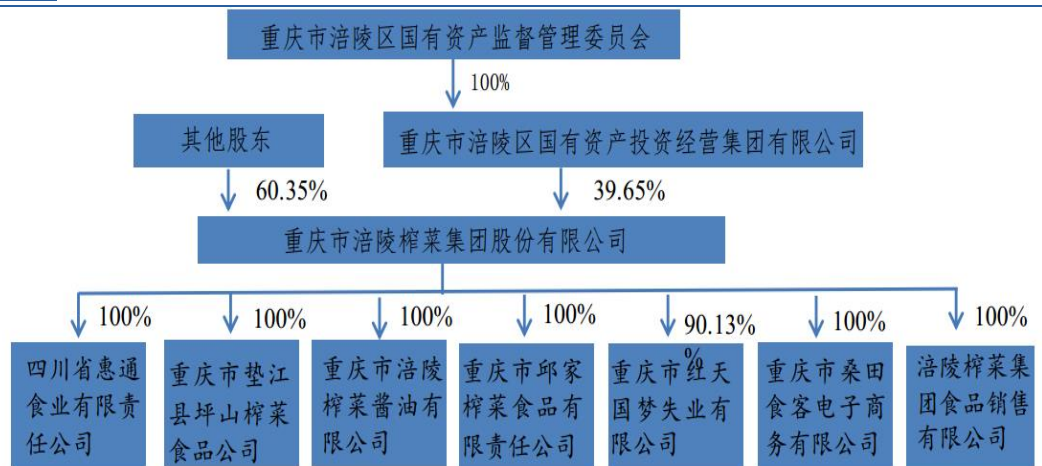 重庆市涪陵区国有资产监督管理委员会
100%
其他股东
重庆市涪陵区国有资产投资经营集团有限公司
60.35%
39.65%
重庆市涪陵榨菜集团股份有限公司
100%
100%
100%
100%
90.13%
%
100%
100%
四川省惠通
食业有限责
任公司
重庆市垫江
县坪山榨菜
食品公司
重庆市涪陵
榨菜酱油有
限公司
重庆市邱家
榨菜食品有
限责任公司
重庆市红天
国梦失业有
限公司
重庆市桑田
食客电子商
务有限公司
涪陵榨菜集
团食品销售
有限公司